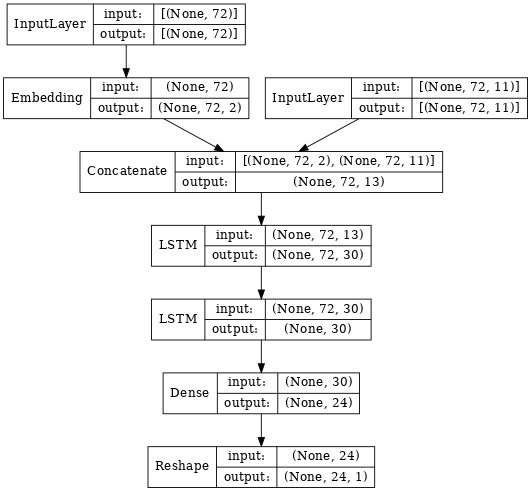 InputLayer input: [(None, 72)]
output: [(None, 72)]
Embedding input: (None, 72)
output: (None, 72, 2)
InputLayer input: [(None, 72, 11)]
output: [(None, 72, 11)]
Concatenate input: [(None, 72, 2), (None, 72, 11)]
output: (None, 72, 13)
LSTM input: (None, 72, 13)
output: (None, 72, 30)
LSTM input: (None, 72, 30)
output: (None, 30)
Dense input: (None, 30)
output: (None, 24)
Reshape input: (None, 24)
output: (None, 24, 1)